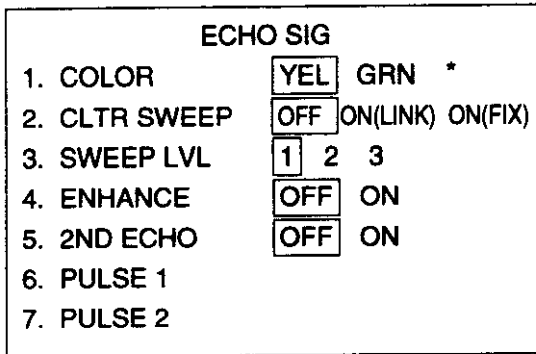 ECHO SIG
1. COLOR YEL GRN *
2. CLTR SWEEP OFF ON(LINK) ON(FIX)
3. SWEEP LVL 1 2 3
4. ENHANCE OFF ON
5. 2ND ECHO OFF ON
6. PULSE 1
7. PULSE 2